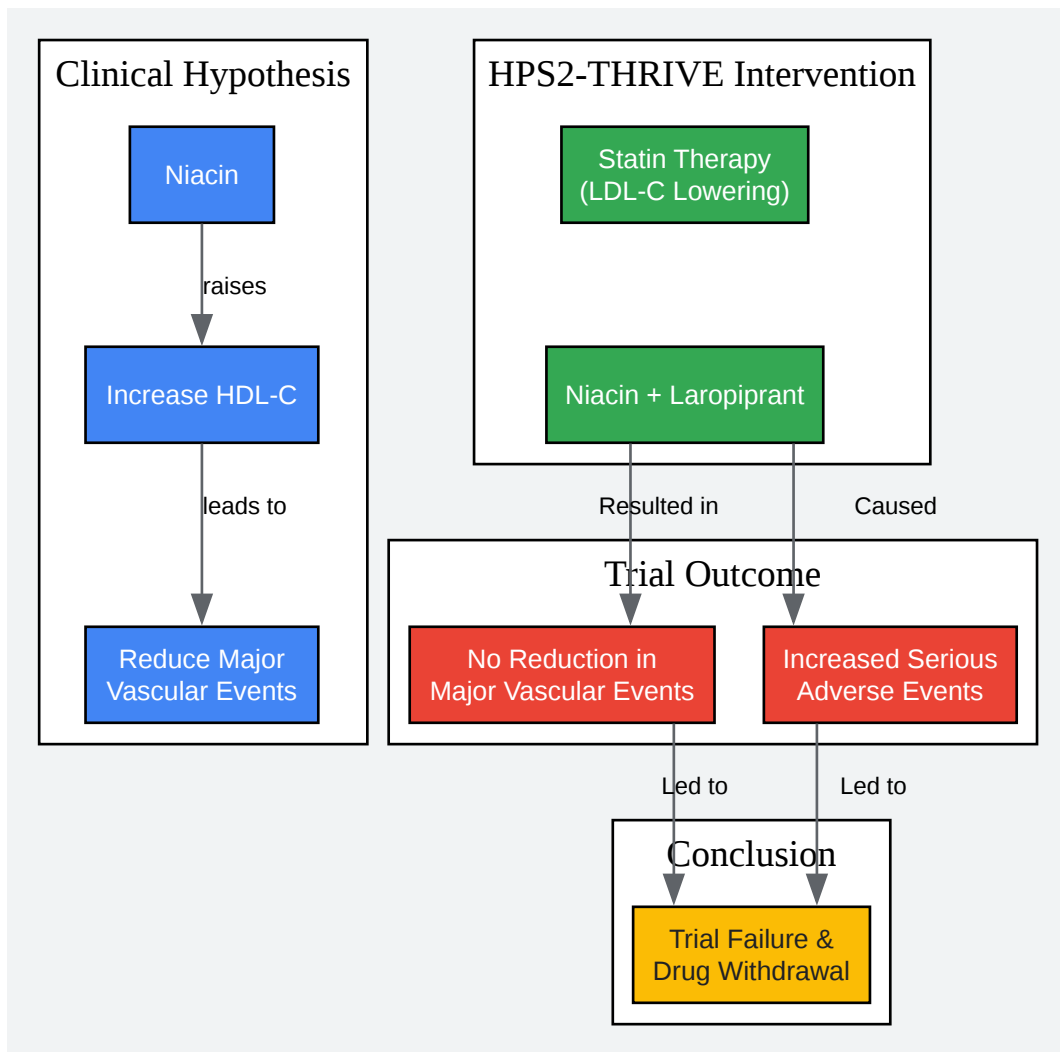 Clinical Hypothesis
Niacin
raises
Increase HDL-C
leads to
Reduce Major
Vascular Events
HPS2-THRIVE Intervention
Statin Therapy
(LDL-C Lowering)
Niacin + Laropiprant
Resulted in
Caused
Trial Outcome
No Reduction in
Major Vascular Events
Increased Serious
Adverse Events
Led to
Led to
Conclusion
Trial Failure &
Drug Withdrawal